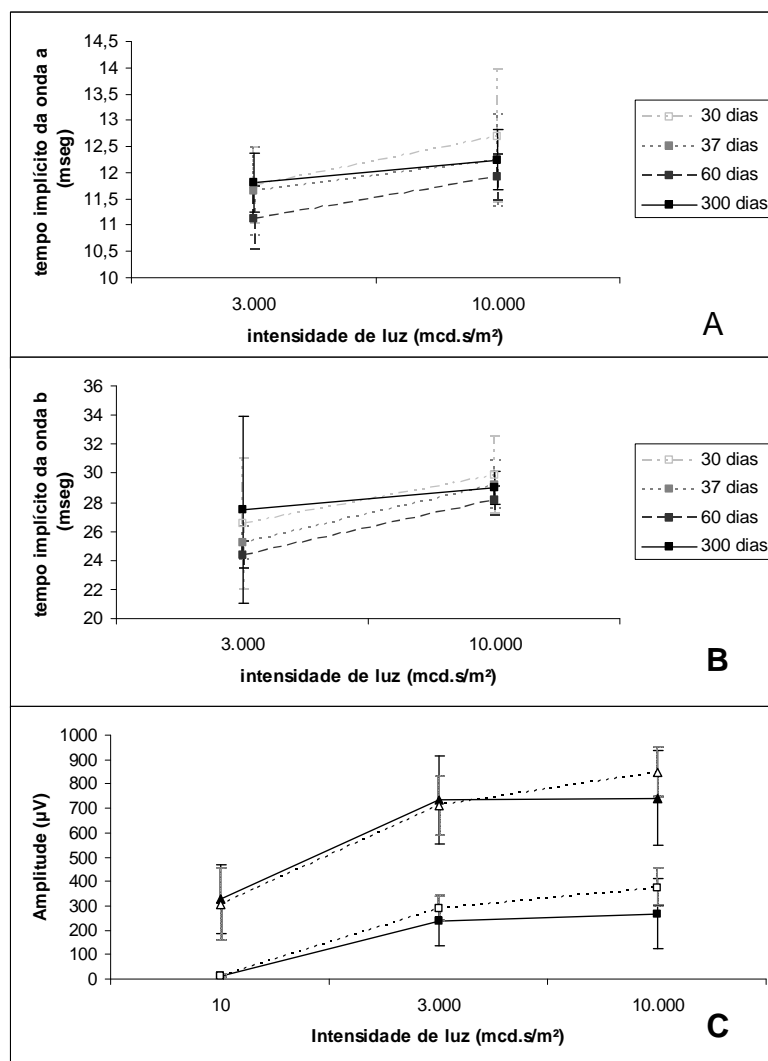 tempo implícito da onda a
(mseg)
14,5
14
13,5
13
12,5
12
11,5
11
10,5
10
3.000
10.000
intensidade de luz (mcd.s/m²)
30 dias
37 dias
60 dias
300 dias
A
tempo implícito da onda b
(mseg)
36
34
32
30
28
26
24
22
20
3.000
10.000
intensidade de luz (mcd.s/m²)
30 dias
37 dias
60 dias
300 dias
B
Amplitude (µV)
1000
900
800
700
600
500
400
300
200
100
0
10
3.000
10.000
Intensidade de luz (mcd.s/m²)
C